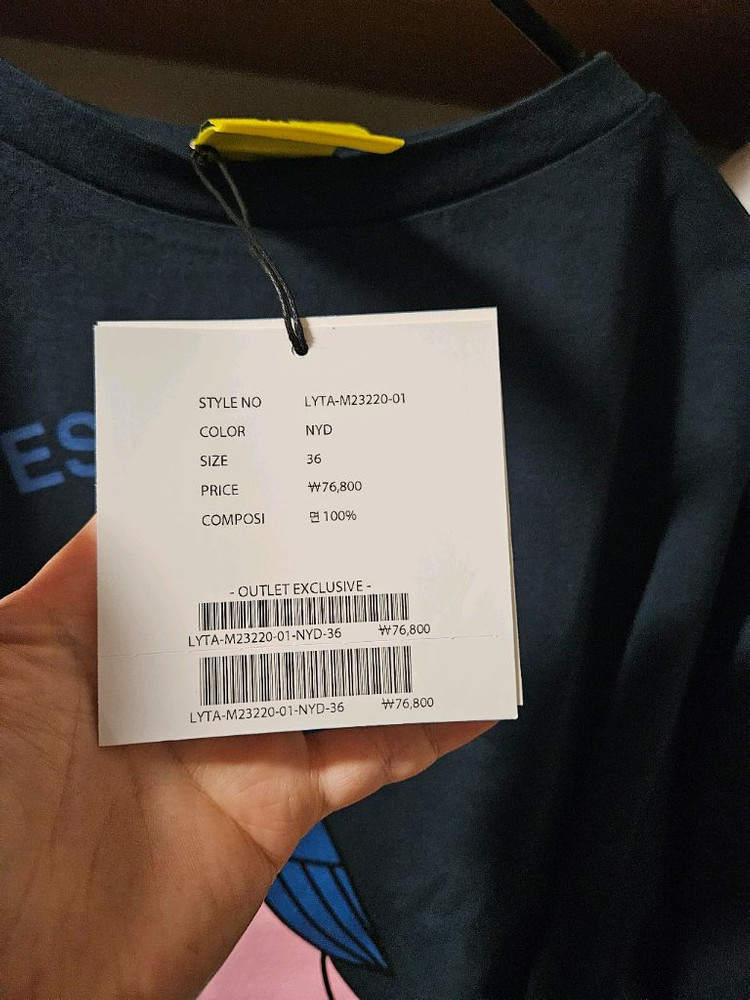 ES
STYLE NO LYTA-M23220-01
COLOR NYD
SIZE 36
PRICE ₩76,800
COMPOSI 면 100%
- OUTLET EXCLUSIVE -
LYTA-M23220-01-NYD-36 ₩76,800
LYTA-M23220-01-NYD-36 ₩76,800